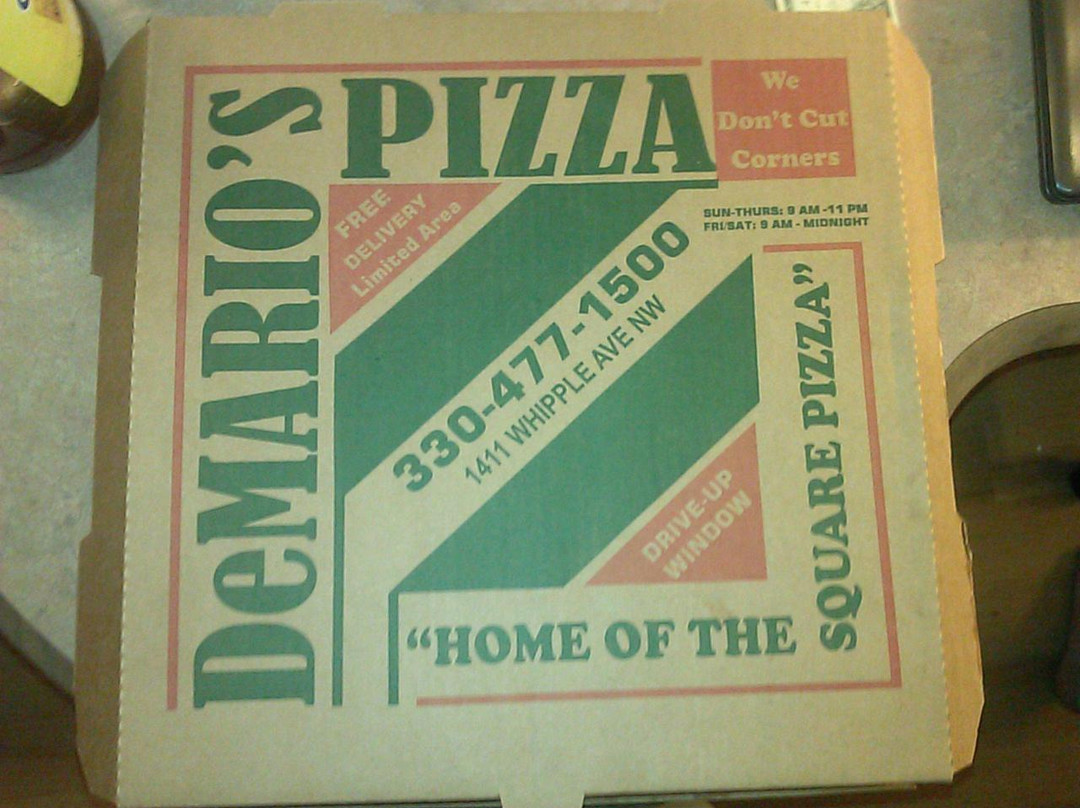 DeMARIO'S PIZZA
We
Don't Cut
Corners
FREE
DELIVERY
Limited Area
SUN-THURS: 9 AM -11 PM
FRI/SAT: 9 AM - MIDNIGHT
330-477-1500
1411 WHIPPLE AVE NW
DRIVE-UP
WINDOW
“HOME OF THE
SQUARE PIZZA”